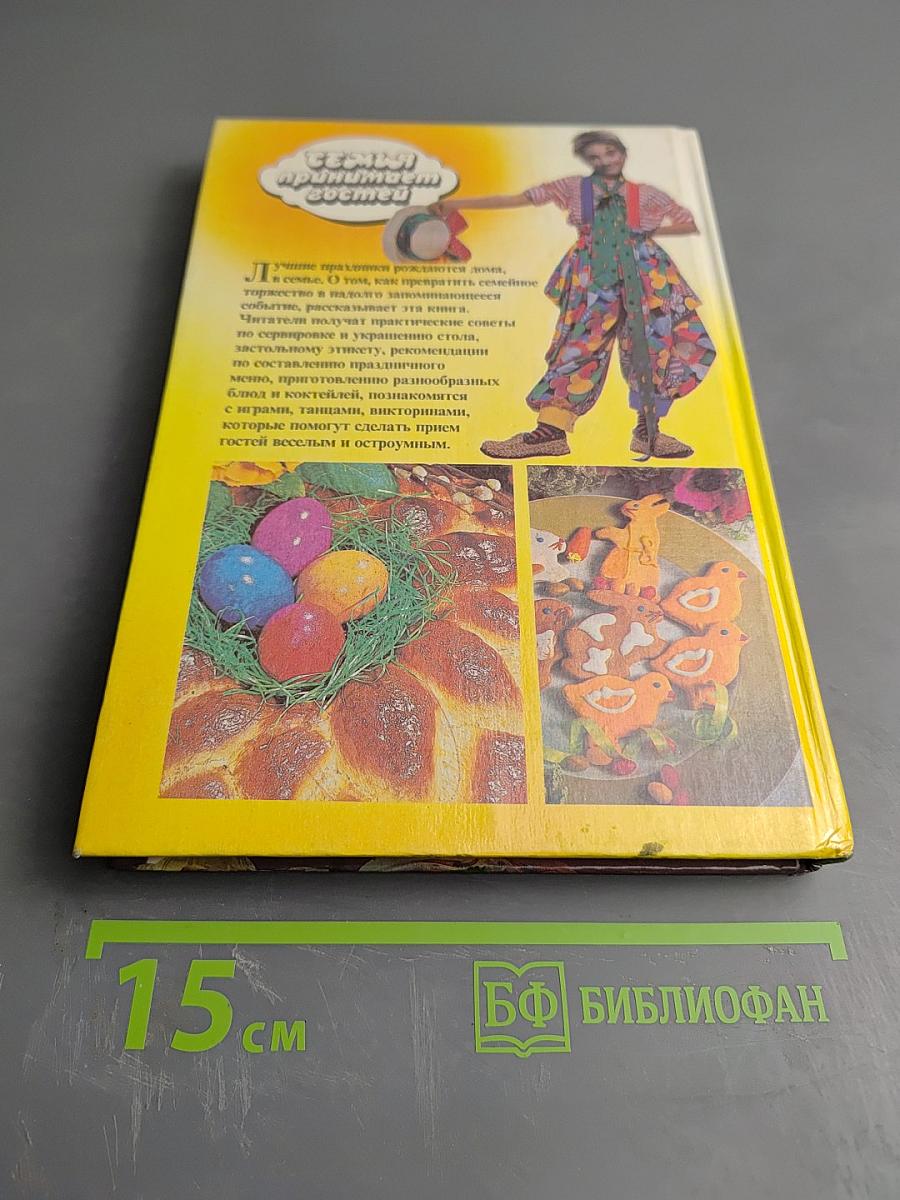 СЕМЬЯ
принимает
гостей
Лучшие праздники рождаются дома,
в семье. О том, как превратить семейное
торжество в надолго запоминающееся
событие, рассказывает эта книга.
Читатели получат практические советы
по сервировке и украшению стола,
застольному этикету, рекомендации
по составлению праздничного
меню, приготовлению разнообразных
блюд и коктейлей, познакомятся
с играми, танцами, викторинами,
которые помогут сделать прием
гостей веселым и остроумным.
15 см
БФ БИБЛИОФАН